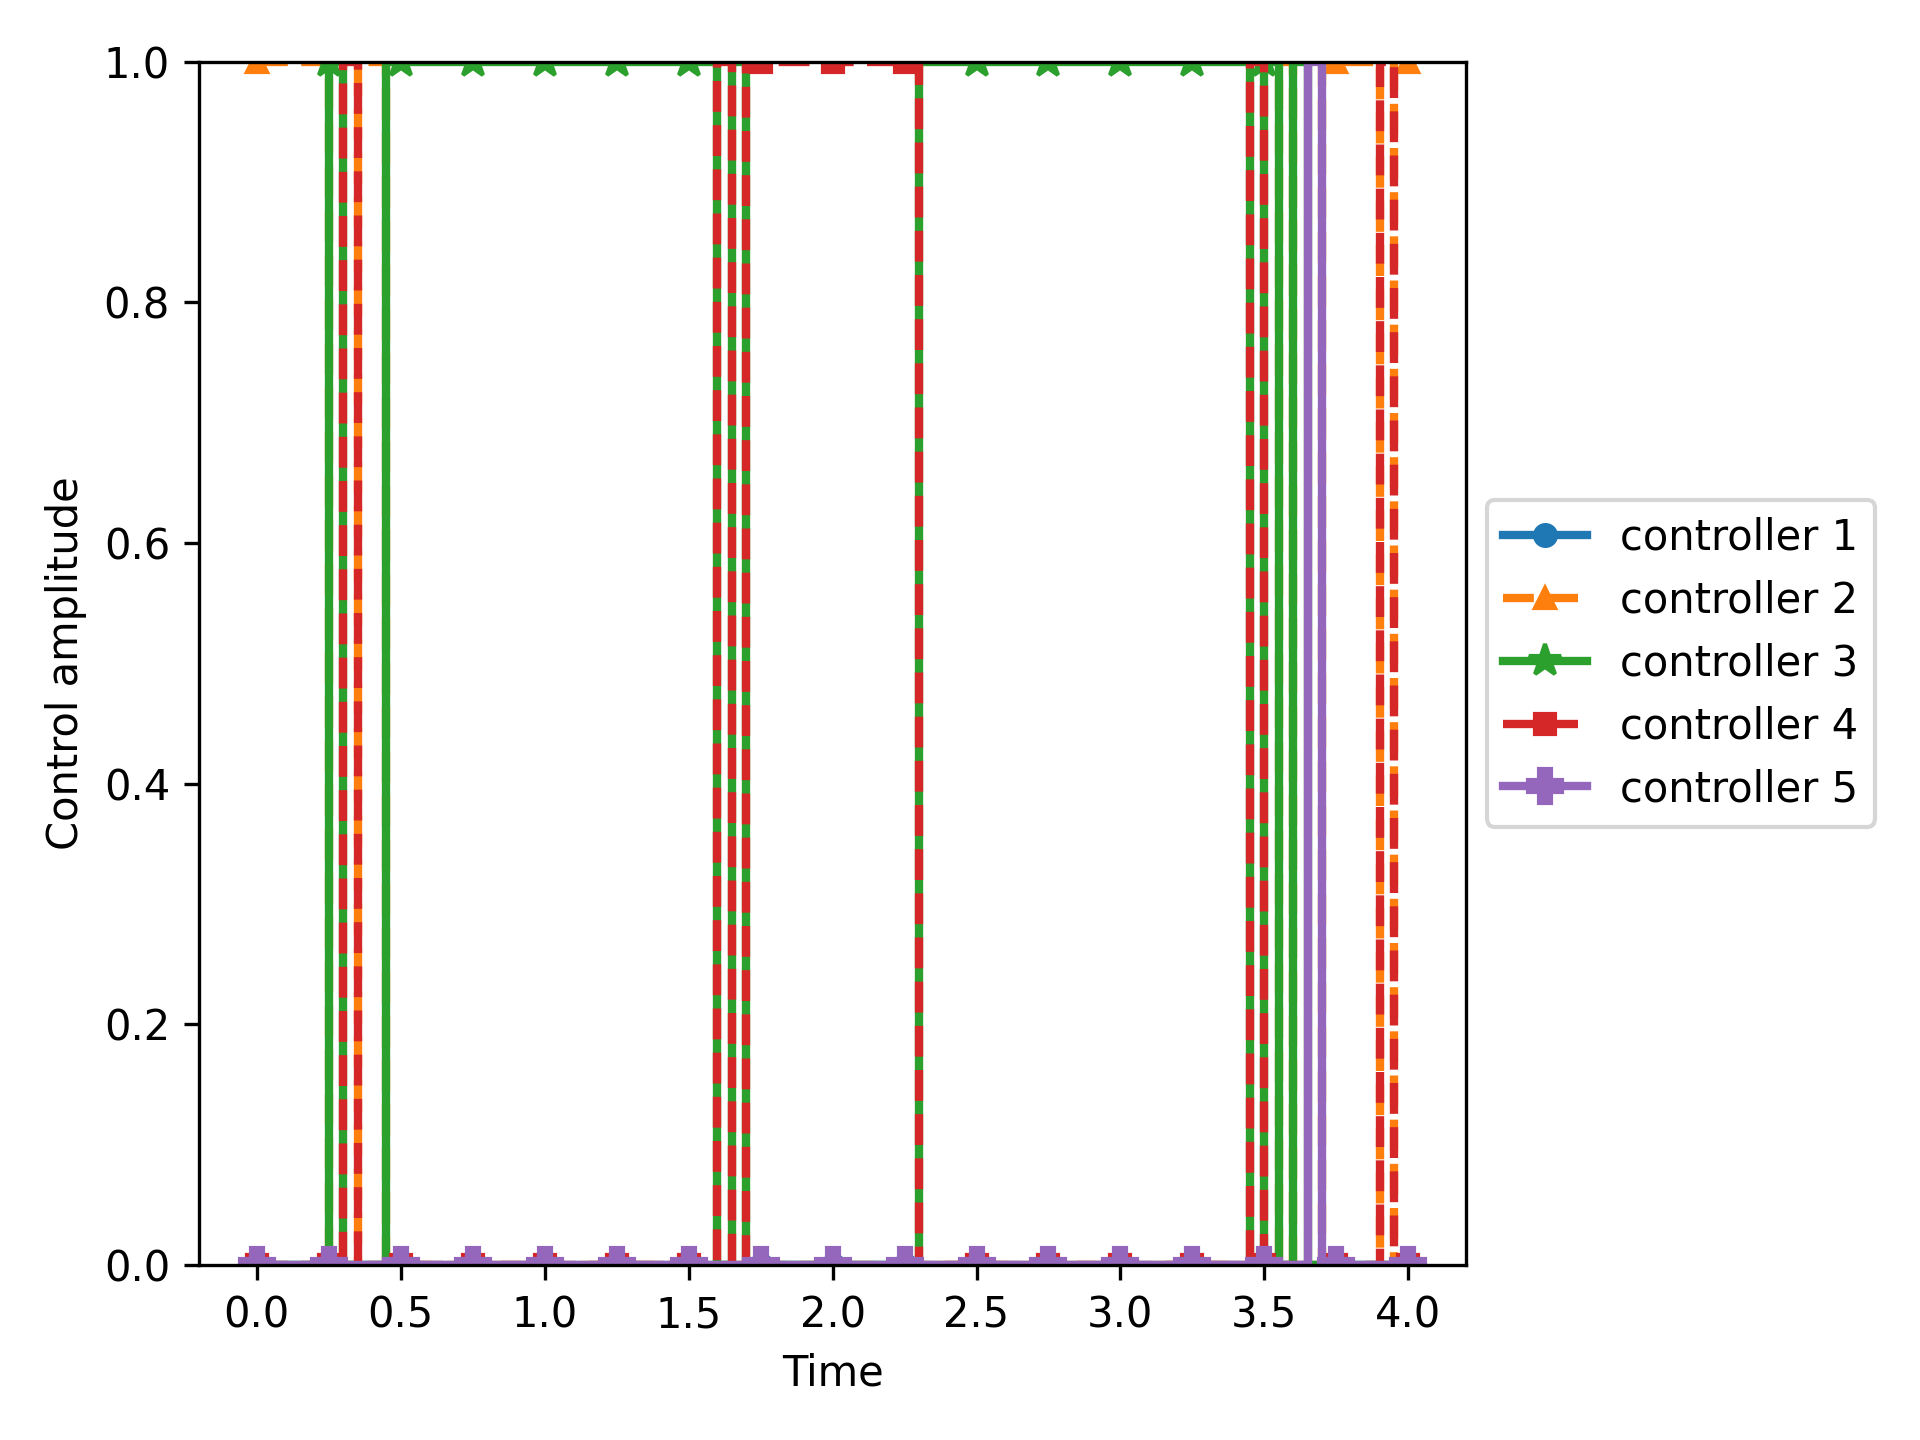 1.0
0.8
0.6
0.4
0.2
0.0
Control amplitude
0.0 0.5 1.0 1.5 2.0 2.5 3.0 3.5 4.0
Time
controller 1
controller 2
controller 3
controller 4
controller 5